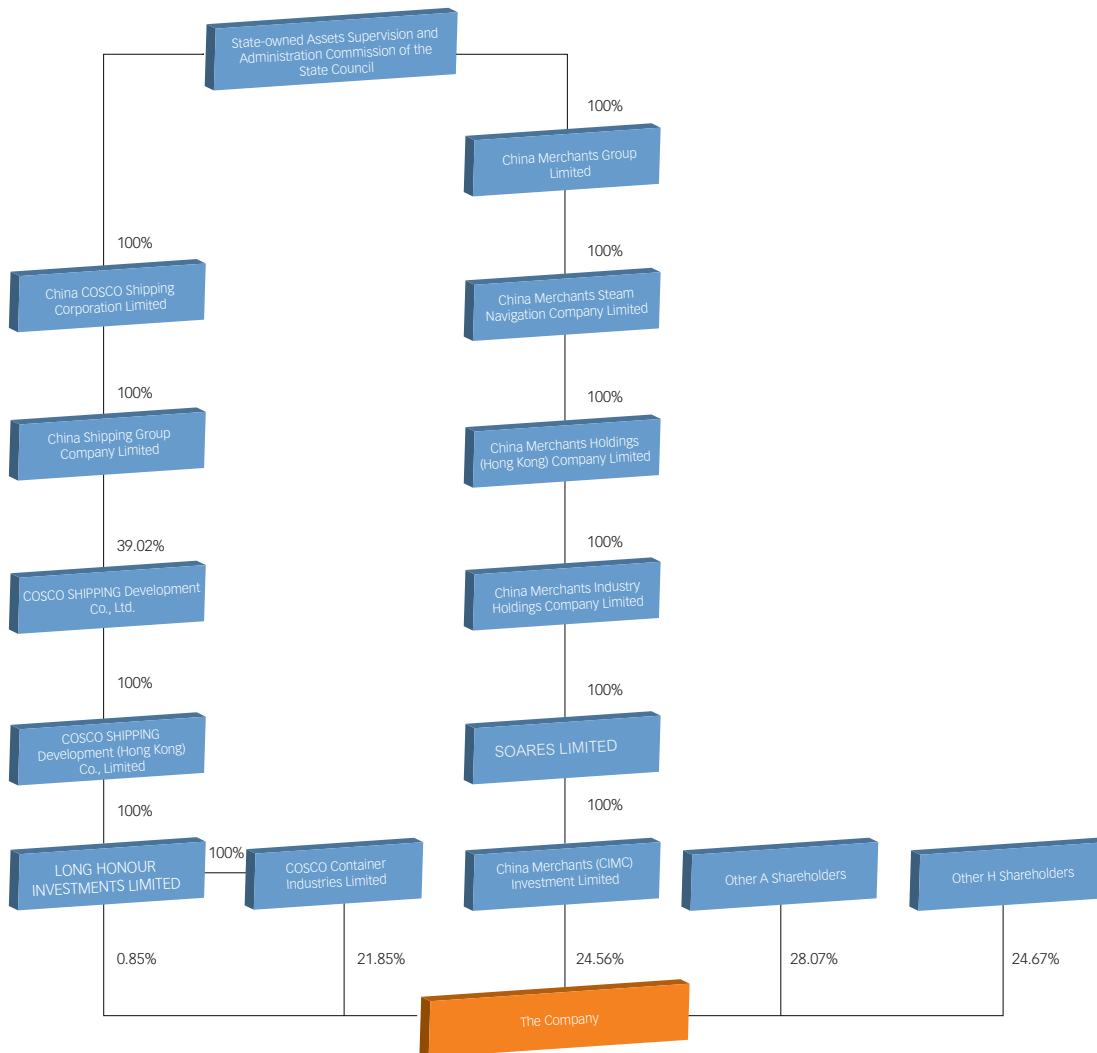 State-owned Assets Supervision and
Administration Commission of the
State Council
100%
China Merchants Group
Limited
100%
China COSCO Shipping
Corporation Limited
100%
China Merchants Steam
Navigation Company Limited
100%
China Shipping Group
Company Limited
100%
China Merchants Holdings
(Hong Kong) Company Limited
39.02%
COSCO SHIPPING Development
Co., Ltd.
100%
China Merchants Industry
Holdings Company Limited
100%
COSCO SHIPPING
Development (Hong Kong)
Co., Limited
100%
SOARES LIMITED
100%
LONG HONOUR
INVESTMENTS LIMITED
100%
COSCO Container
Industries Limited
100%
China Merchants (CIMC)
Investment Limited
Other A Shareholders
Other H Shareholders
0.85%
21.85%
24.56%
28.07%
24.67%
The Company